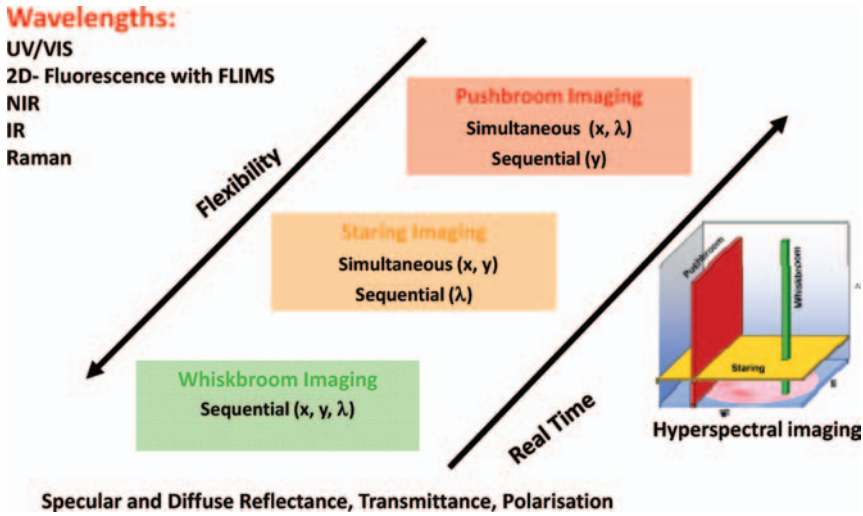 Wavelengths:
UV/VIS
2D- Fluorescence with FLIMS
NIR
IR
Raman
Flexibility
Pushbroom Imaging
Simultaneous (x, λ)
Sequential (y)
Staring Imaging
Simultaneous (x, y)
Sequential (λ)
Whiskbroom Imaging
Sequential (x, y, λ)
Real Time
Pushbroom
Whiskbroom
Staring
Hyperspectral imaging
Specular and Diffuse Reflectance, Transmittance, Polarisation